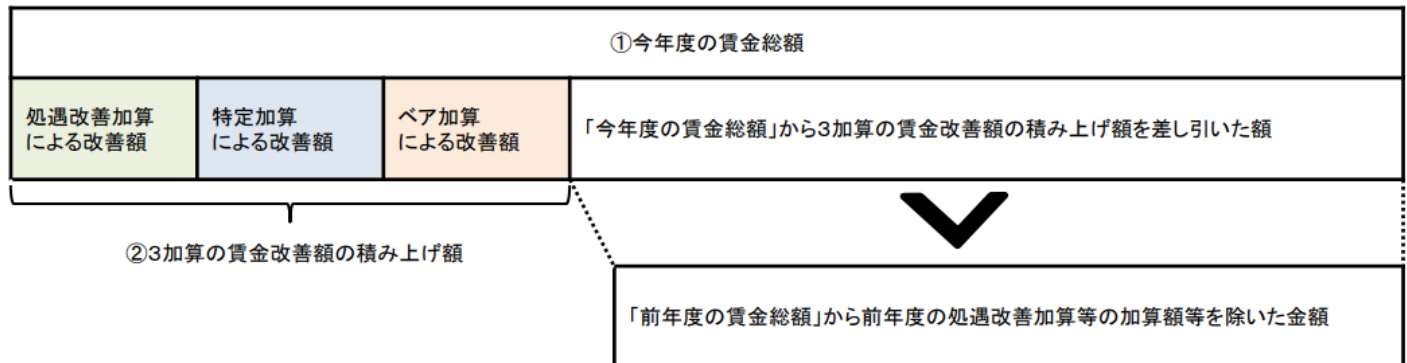 ①今年度の賃金総額
処遇改善加算
による改善額
特定加算
による改善額
ベア加算
による改善額
「今年度の賃金総額」から3加算の賃金改善額の積み上げ額を差し引いた額
②3加算の賃金改善額の積み上げ額
「前年度の賃金総額」から前年度の処遇改善加算等の加算額等を除いた金額